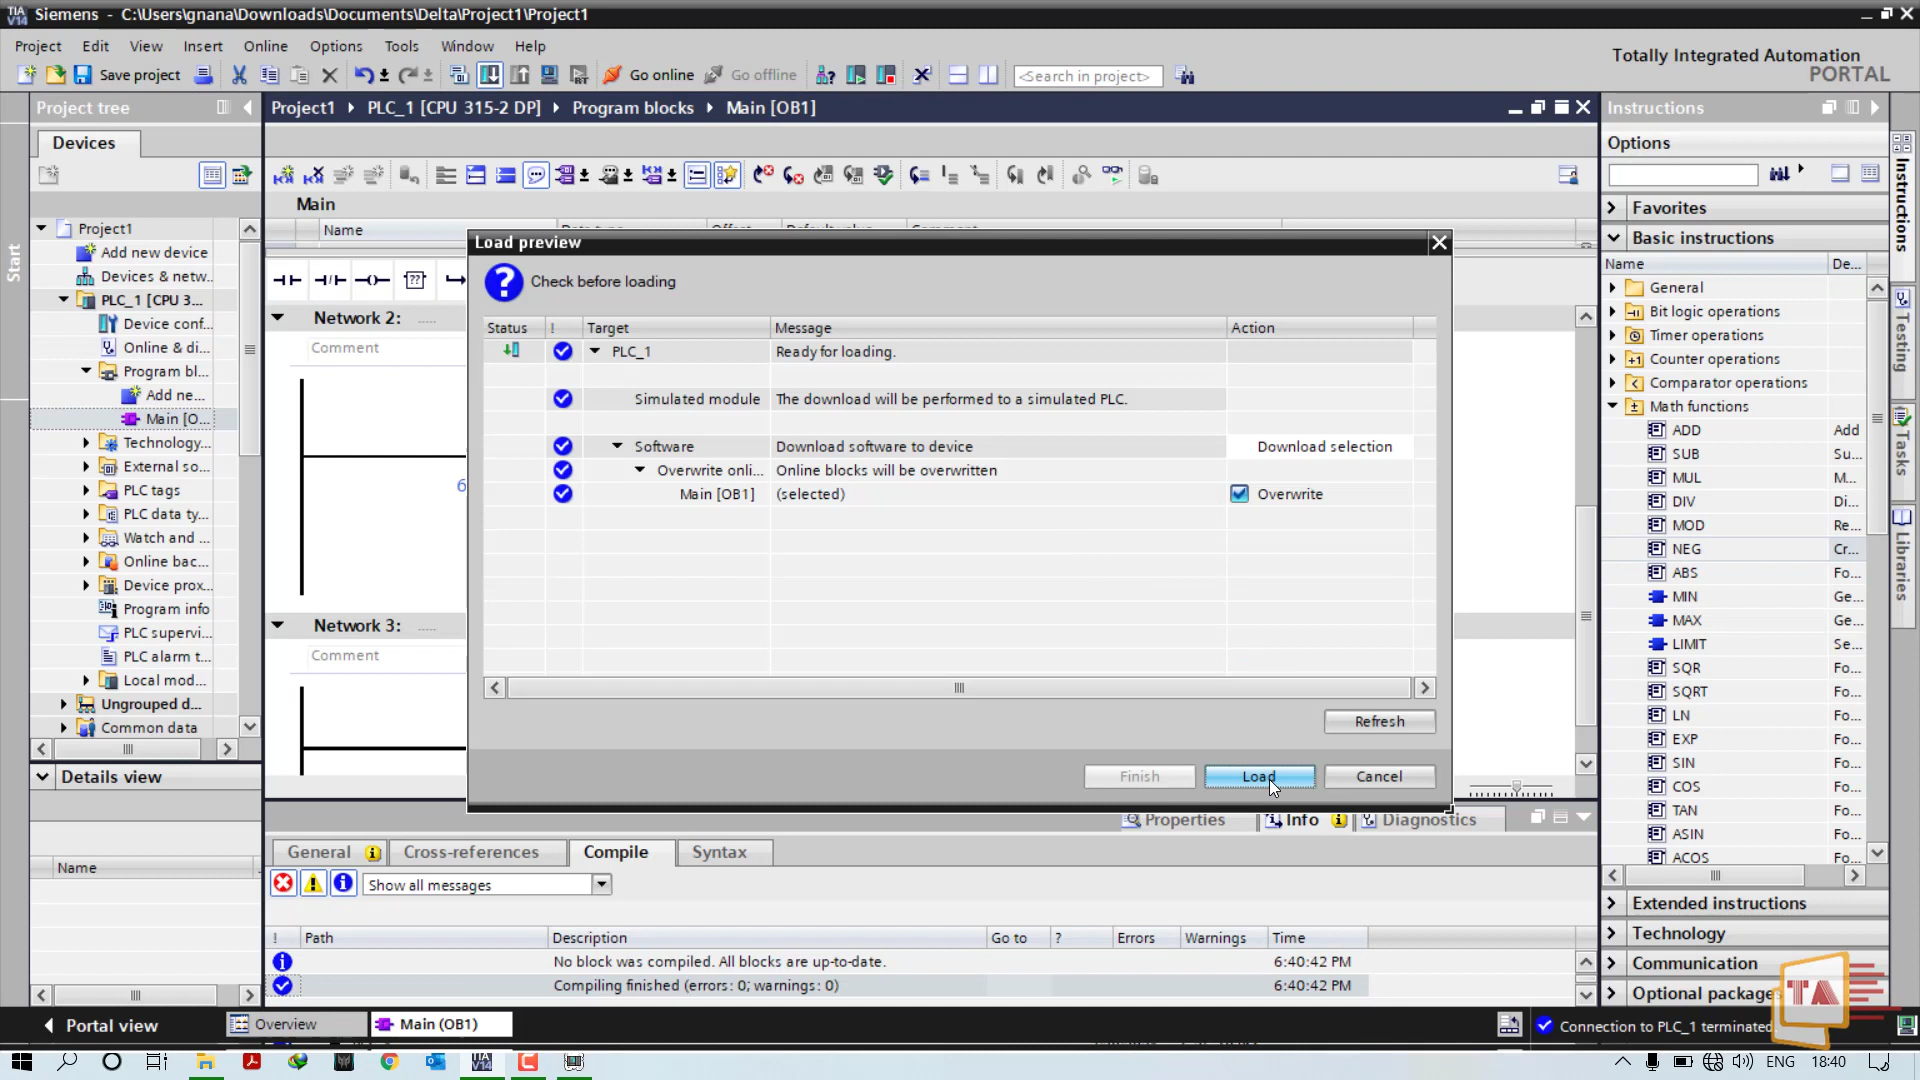 TIA V14 Siemens - C:\Users\gnana\Downloads\Documents\Delta\Project1\Project1
Project Edit View Insert Online Options Tools Window Help
Totally Integrated Automation
PORTAL
Save project Go online Go offline <Search in project>
Project tree
Project1 PLC_1 [CPU 315-2 DP] Program blocks Main [OB1]
Instructions
Devices
Options
Main
Name
Load preview
Check before loading
Status ! Target Message Action
PLC_1 Ready for loading.
Simulated module The download will be performed to a simulated PLC.
Software Download software to device Download selection
Overwrite onli... Online blocks will be overwritten
Main [OB1] (selected) Overwrite
Refresh
Finish Load Cancel
Start
Project1
Add new device
Devices & netw...
PLC_1 [CPU 3...
Device conf...
Online & di...
Program bl...
Add ne...
Main [O...
Technology...
External so...
PLC tags
PLC data ty...
Watch and ...
Online bac...
Device prox...
Program info
PLC supervi...
PLC alarm t...
Local mod...
Ungrouped d...
Common data
Details view
Name
Network 2: .....
Comment
6
Network 3: .....
Comment
Favorites
Basic instructions
Name De...
General
Bit logic operations
Timer operations
Counter operations
Comparator operations
Math functions
ADD Add
SUB Su...
MUL M...
DIV Di...
MOD Re...
NEG Cr...
ABS Fo...
MIN Ge...
MAX Ge...
LIMIT Se...
SQR Fo...
SQRT Fo...
LN Fo...
EXP Fo...
SIN Fo...
COS Fo...
TAN Fo...
ASIN Fo...
ACOS Fo...
Extended instructions
Technology
Communication
Optional packages
Instructions
Testing
Tasks
Libraries
Properties Info Diagnostics
General Cross-references Compile Syntax
Show all messages
! Path Description Go to ? Errors Warnings Time
No block was compiled. All blocks are up-to-date. 6:40:42 PM
Compiling finished (errors: 0; warnings: 0) 6:40:42 PM
Portal view Overview Main (OB1) Connection to PLC_1 terminated
TA
TIA V14
ENG 18:40